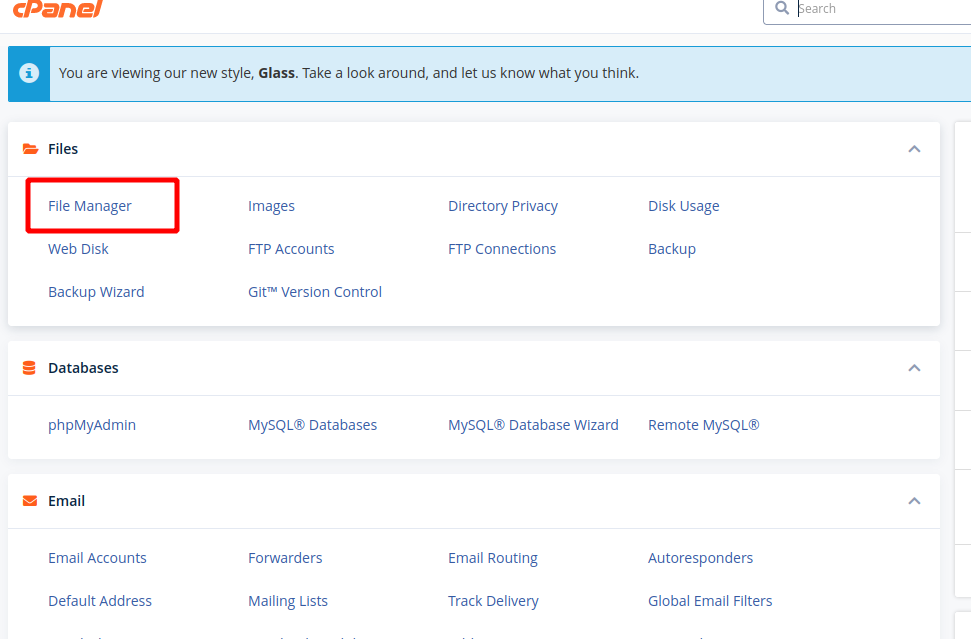 cPanel
Search
You are viewing our new style, Glass. Take a look around, and let us know what you think.
Files
File Manager Images Directory Privacy Disk Usage
Web Disk FTP Accounts FTP Connections Backup
Backup Wizard Git™ Version Control
Databases
phpMyAdmin MySQL® Databases MySQL® Database Wizard Remote MySQL®
Email
Email Accounts Forwarders Email Routing Autoresponders
Default Address Mailing Lists Track Delivery Global Email Filters